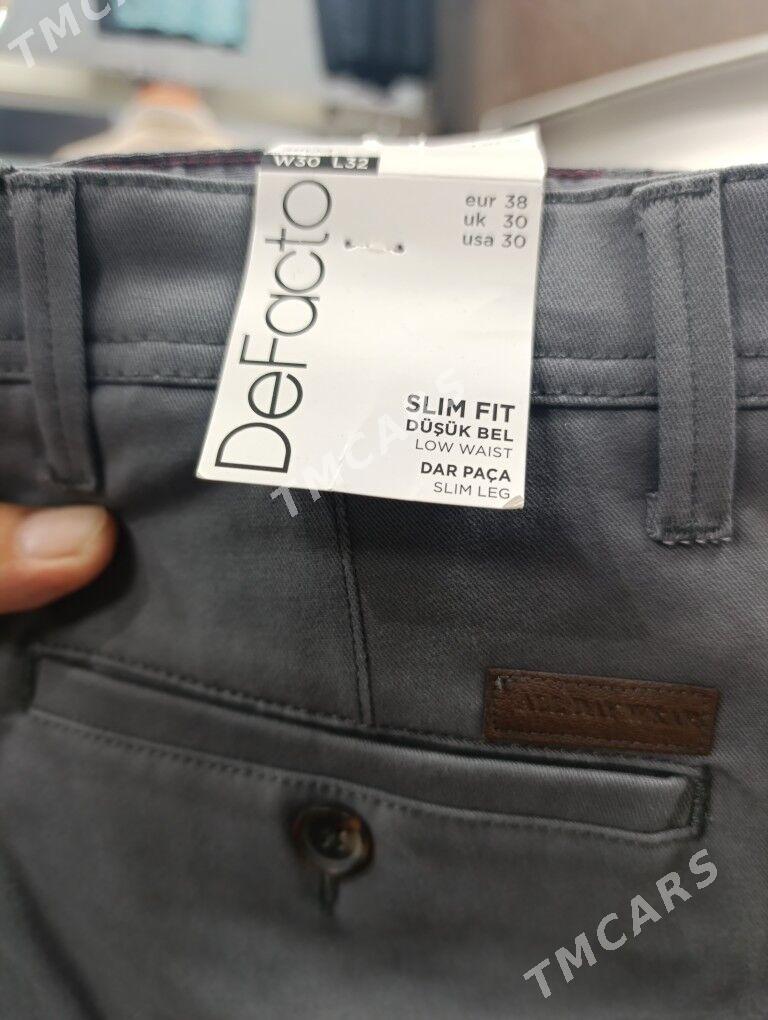 TMCARS
W30 L32
eur 38
uk 30
usa 30
DeFacto
SLIM FIT
DÜŞÜK BEL
LOW WAIST
DAR PAÇA
SLIM LEG
TMCARS
TMCARS